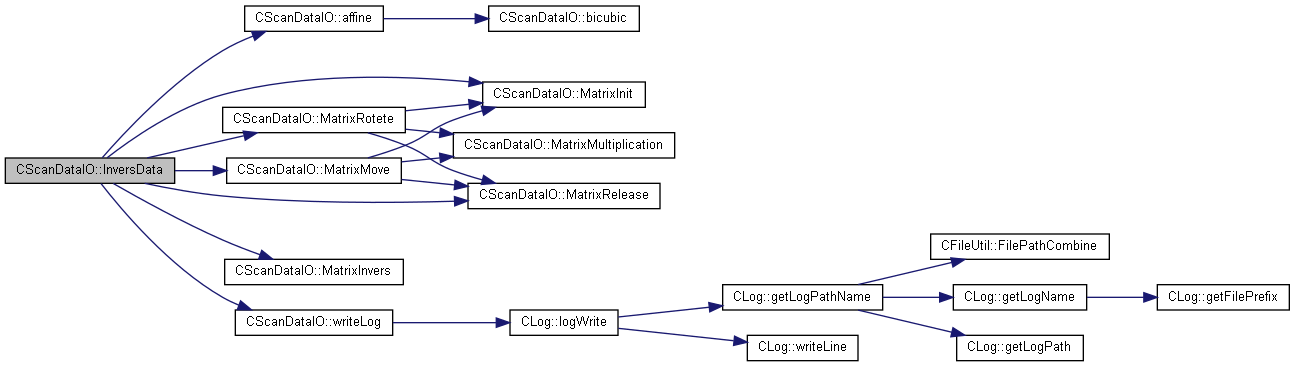 CScanDataIO::affine
CScanDataIO::bicubic
CScanDataIO::MatrixInit
CScanDataIO::MatrixRotete
CScanDataIO::MatrixMultiplication
CScanDataIO::InversData
CScanDataIO::MatrixMove
CScanDataIO::MatrixRelease
CFileUtil::FilePathCombine
CScanDataIO::MatrixInvers
CLog::getLogPathName
CLog::getLogName
CLog::getFilePrefix
CScanDataIO::writeLog
CLog::logWrite
CLog::writeLine
CLog::getLogPath